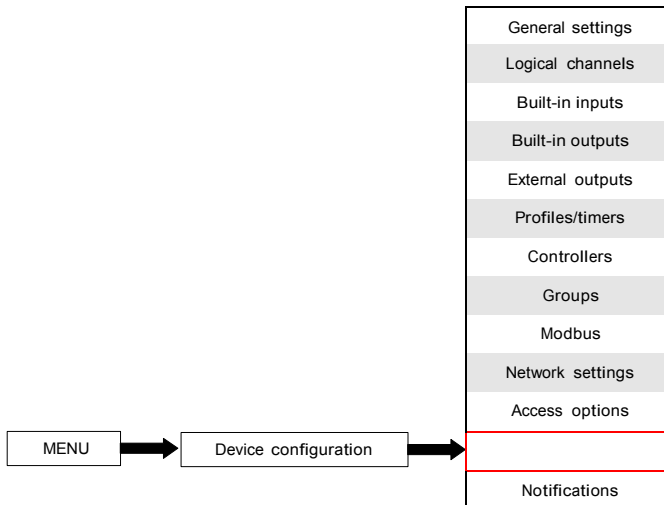 General settings
Logical channels
Built-in inputs
Built-in outputs
External outputs
Profiles/timers
Controllers
Groups
Modbus
Network settings
Access options
MENU
Device configuration
Notifications